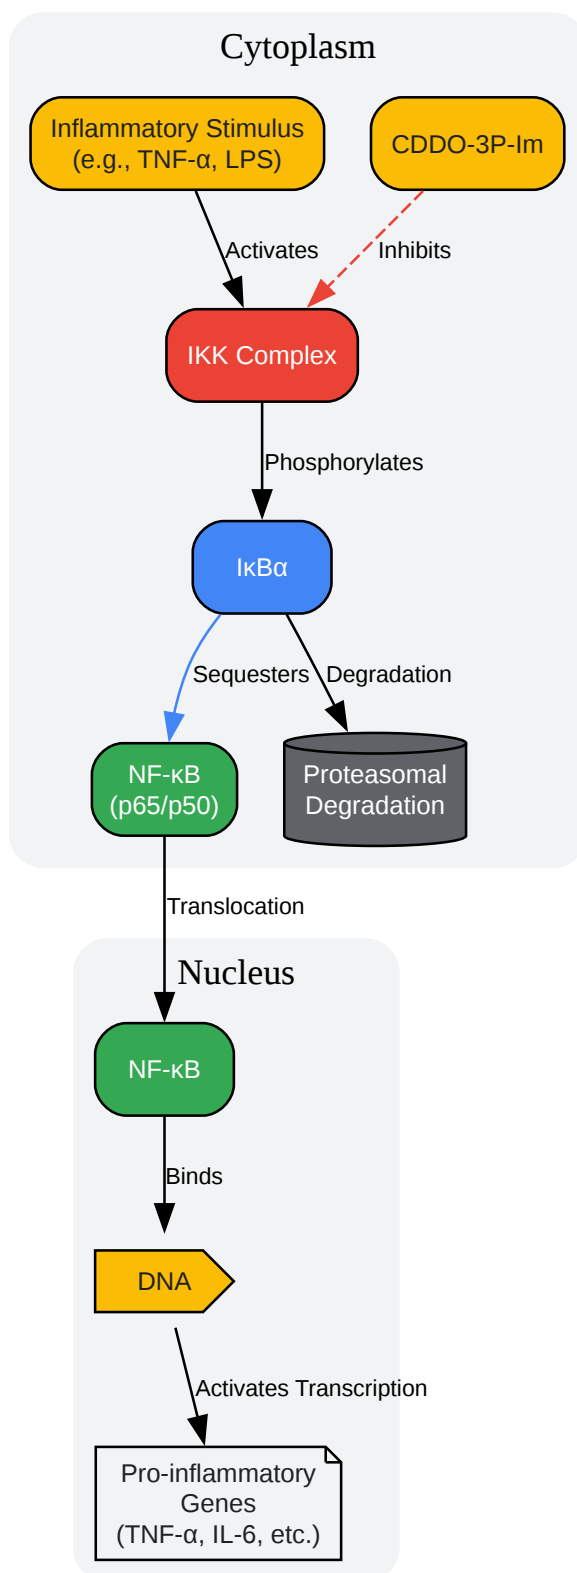 Cytoplasm
Inflammatory Stimulus
(e.g., TNF-α, LPS)
CDDO-3P-Im
Activates
Inhibits
IKK Complex
Phosphorylates
IκBα
Sequesters
Degradation
NF-κB
(p65/p50)
Proteasomal
Degradation
Translocation
Nucleus
NF-κB
Binds
DNA
Activates Transcription
Pro-inflammatory
Genes
(TNF-α, IL-6, etc.)